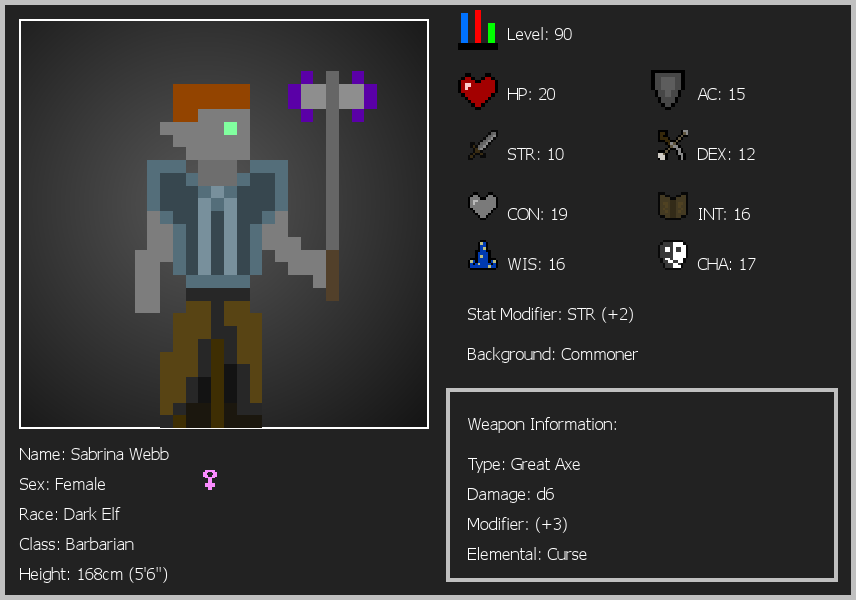 Level: 90
HP: 20
AC: 15
STR: 10
DEX: 12
CON: 19
INT: 16
WIS: 16
CHA: 17
Stat Modifier: STR (+2)
Background: Commoner
Weapon Information:
Type: Great Axe
Damage: d6
Modifier: (+3)
Elemental: Curse
Name: Sabrina Webb
Sex: Female
Race: Dark Elf
Class: Barbarian
Height: 168cm (5'6")